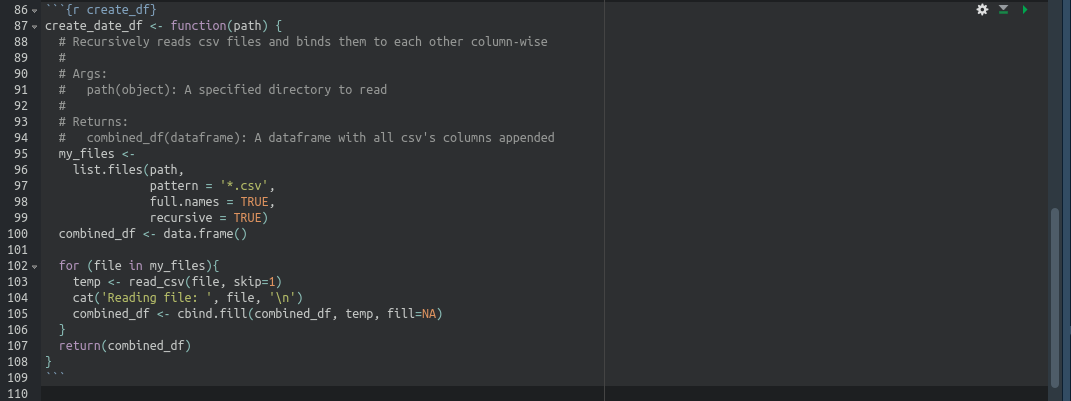 86 ```{r create_df}
87 create_date_df <- function(path) {
88   # Recursively reads csv files and binds them to each other column-wise
89   #
90   # Args:
91   #   path(object): A specified directory to read
92   #
93   # Returns:
94   #   combined_df(dataframe): A dataframe with all csv's columns appended
95   my_files <-
96     list.files(path,
97                pattern = '*.csv',
98                full.names = TRUE,
99                recursive = TRUE)
100   combined_df <- data.frame()
101
102   for (file in my_files){
103     temp <- read_csv(file, skip=1)
104     cat('Reading file: ', file, '\n')
105     combined_df <- cbind.fill(combined_df, temp, fill=NA)
106   }
107   return(combined_df)
108 }
109 ```
110